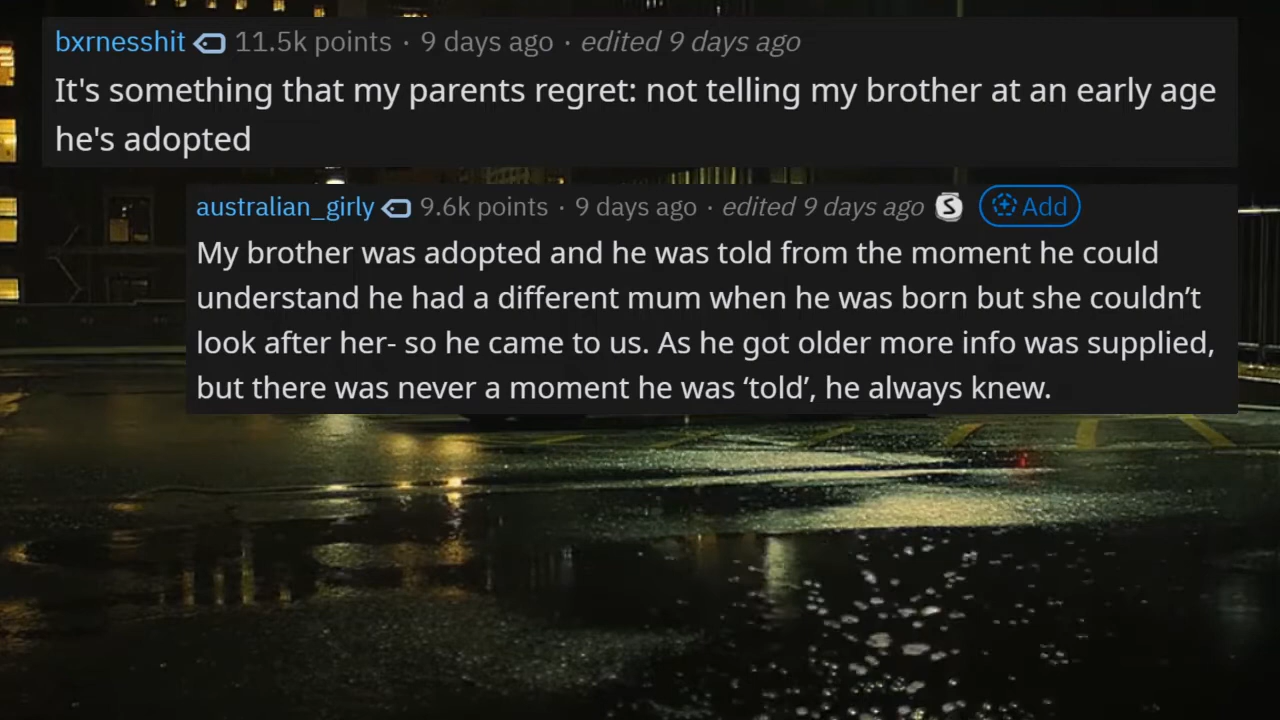 bxrnesshit 11.5k points · 9 days ago · edited 9 days ago
It's something that my parents regret: not telling my brother at an early age
he's adopted
australian_girly 9.6k points · 9 days ago · edited 9 days ago S Add
My brother was adopted and he was told from the moment he could
understand he had a different mum when he was born but she couldn’t
look after her- so he came to us. As he got older more info was supplied,
but there was never a moment he was ‘told’, he always knew.